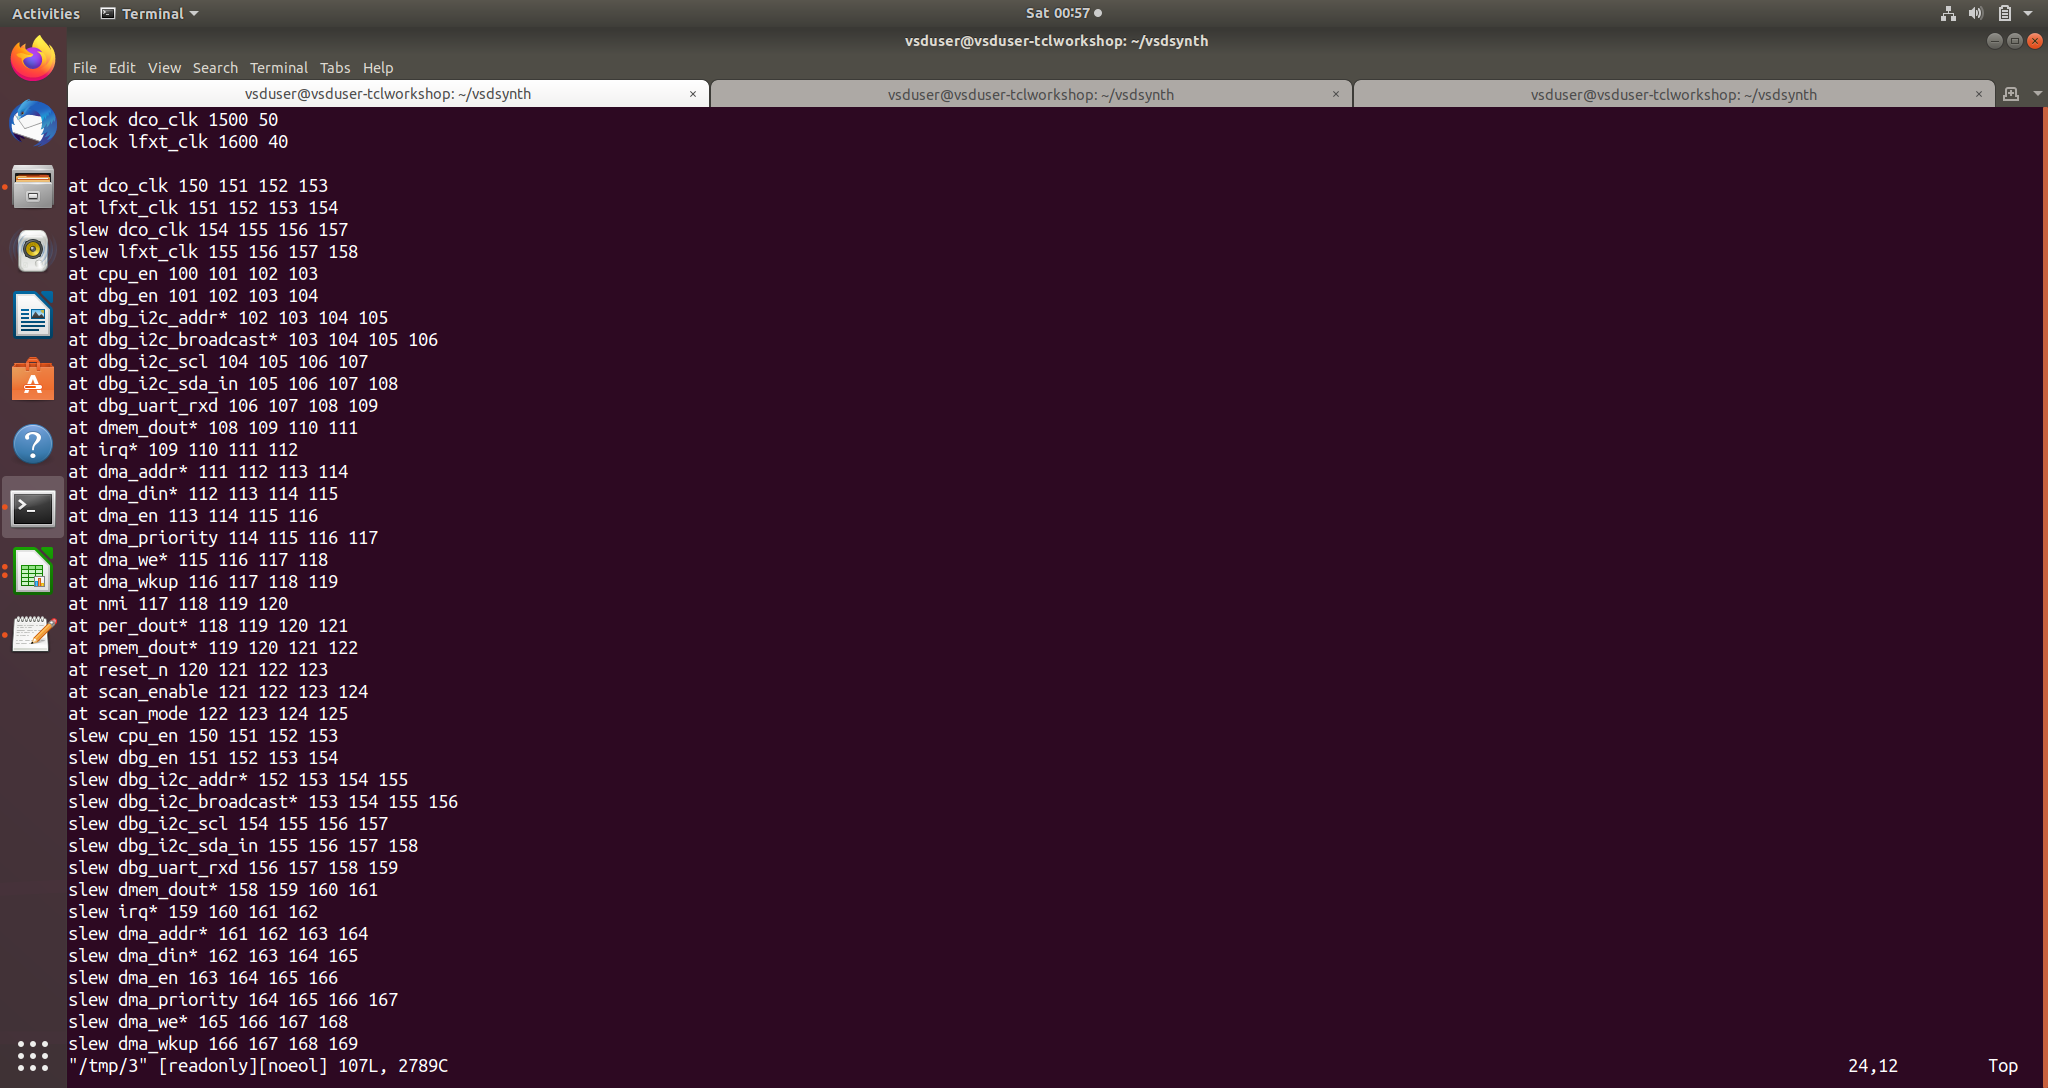 Activities Terminal Sat 00:57
vsduser@vsduser-tclworkshop: ~/vsdsynth
File Edit View Search Terminal Tabs Help
vsduser@vsduser-tclworkshop: ~/vsdsynth × vsduser@vsduser-tclworkshop: ~/vsdsynth × vsduser@vsduser-tclworkshop: ~/vsdsynth ×
clock dco_clk 1500 50
clock lfxt_clk 1600 40
at dco_clk 150 151 152 153
at lfxt_clk 151 152 153 154
slew dco_clk 154 155 156 157
slew lfxt_clk 155 156 157 158
at cpu_en 100 101 102 103
at dbg_en 101 102 103 104
at dbg_i2c_addr* 102 103 104 105
at dbg_i2c_broadcast* 103 104 105 106
at dbg_i2c_scl 104 105 106 107
at dbg_i2c_sda_in 105 106 107 108
at dbg_uart_rxd 106 107 108 109
at dmem_dout* 108 109 110 111
at irq* 109 110 111 112
at dma_addr* 111 112 113 114
at dma_din* 112 113 114 115
at dma_en 113 114 115 116
at dma_priority 114 115 116 117
at dma_we* 115 116 117 118
at dma_wkup 116 117 118 119
at nmi 117 118 119 120
at per_dout* 118 119 120 121
at pmem_dout* 119 120 121 122
at reset_n 120 121 122 123
at scan_enable 121 122 123 124
at scan_mode 122 123 124 125
slew cpu_en 150 151 152 153
slew dbg_en 151 152 153 154
slew dbg_i2c_addr* 152 153 154 155
slew dbg_i2c_broadcast* 153 154 155 156
slew dbg_i2c_scl 154 155 156 157
slew dbg_i2c_sda_in 155 156 157 158
slew dbg_uart_rxd 156 157 158 159
slew dmem_dout* 158 159 160 161
slew irq* 159 160 161 162
slew dma_addr* 161 162 163 164
slew dma_din* 162 163 164 165
slew dma_en 163 164 165 166
slew dma_priority 164 165 166 167
slew dma_we* 165 166 167 168
slew dma_wkup 166 167 168 169
"/tmp/3" [readonly][noeol] 107L, 2789C 24,12 Top